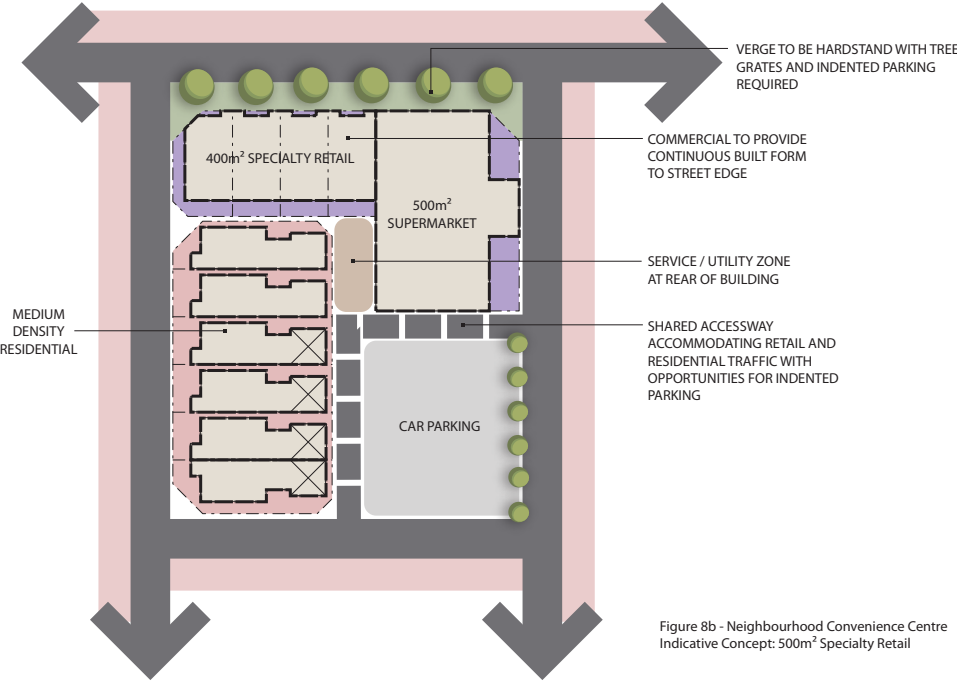 VERGE TO BE HARDSTAND WITH TREE
GRATES AND INDENTED PARKING
REQUIRED
COMMERCIAL TO PROVIDE
CONTINUOUS BUILT FORM
TO STREET EDGE
400m² SPECIALTY RETAIL
500m²
SUPERMARKET
SERVICE / UTILITY ZONE
AT REAR OF BUILDING
MEDIUM
DENSITY
RESIDENTIAL
SHARED ACCESSWAY
ACCOMMODATING RETAIL AND
RESIDENTIAL TRAFFIC WITH
OPPORTUNITIES FOR INDENTED
PARKING
CAR PARKING
Figure 8b - Neighbourhood Convenience Centre
Indicative Concept: 500m² Specialty Retail